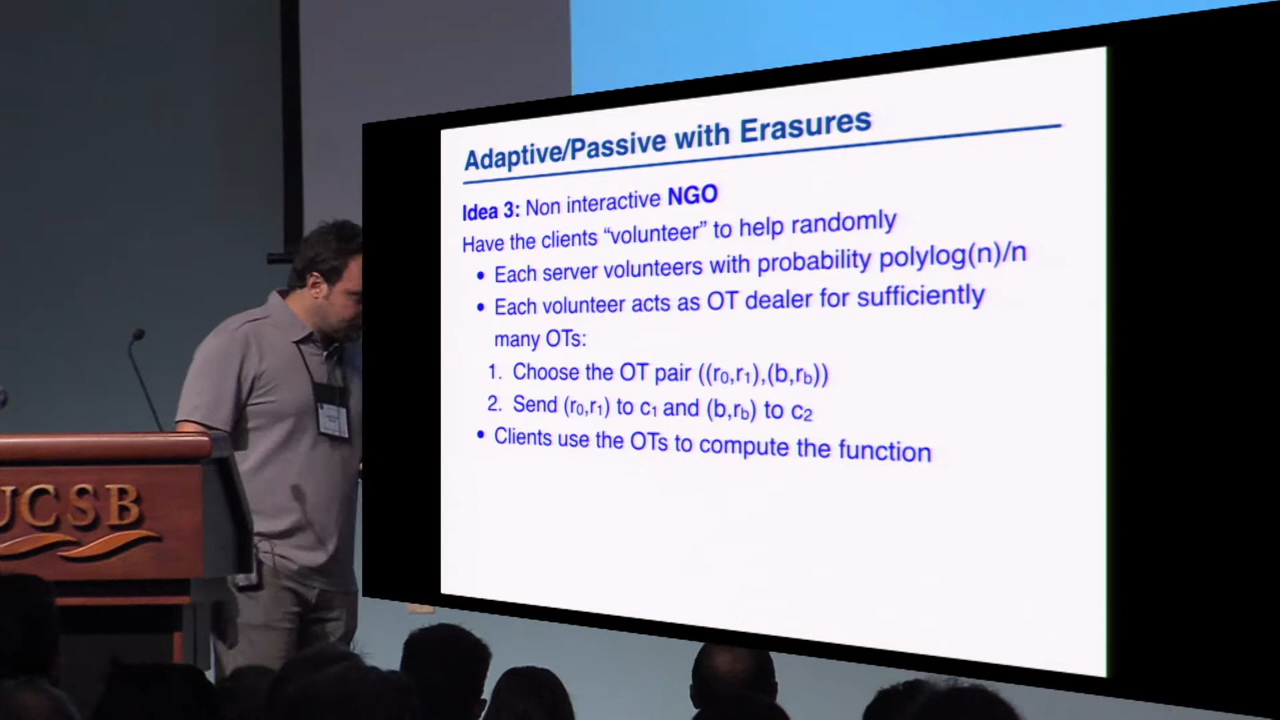 Adaptive/Passive with Erasures
Idea 3: Non interactive NGO
Have the clients “volunteer” to help randomly
• Each server volunteers with probability polylog(n)/n
• Each volunteer acts as OT dealer for sufficiently
many OTs:
1. Choose the OT pair ((r₀,r₁),(b,r_b))
2. Send (r₀,r₁) to c₁ and (b,r_b) to c₂
• Clients use the OTs to compute the function
UCSB